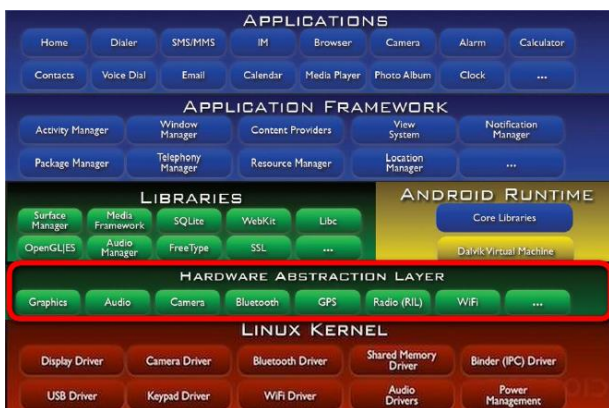 APPLICATIONS
Home Dialer SMS/MMS IM Browser Camera Alarm Calculator
Contacts Voice Dial Email Calendar Media Player Photo Album Clock ...
APPLICATION FRAMEWORK
Activity Manager Window Manager Content Providers View System Notification Manager
Package Manager Telephony Manager Resource Manager Location Manager ...
LIBRARIES
Surface Manager Media Framework SQLite WebKit Libc
OpenGL|ES Audio Manager FreeType SSL ...
ANDROID RUNTIME
Core Libraries
Dalvik Virtual Machine
HARDWARE ABSTRACTION LAYER
Graphics Audio Camera Bluetooth GPS Radio (RIL) WiFi ...
LINUX KERNEL
Display Driver Camera Driver Bluetooth Driver Shared Memory Driver Binder (IPC) Driver
USB Driver Keypad Driver WiFi Driver Audio Drivers Power Management